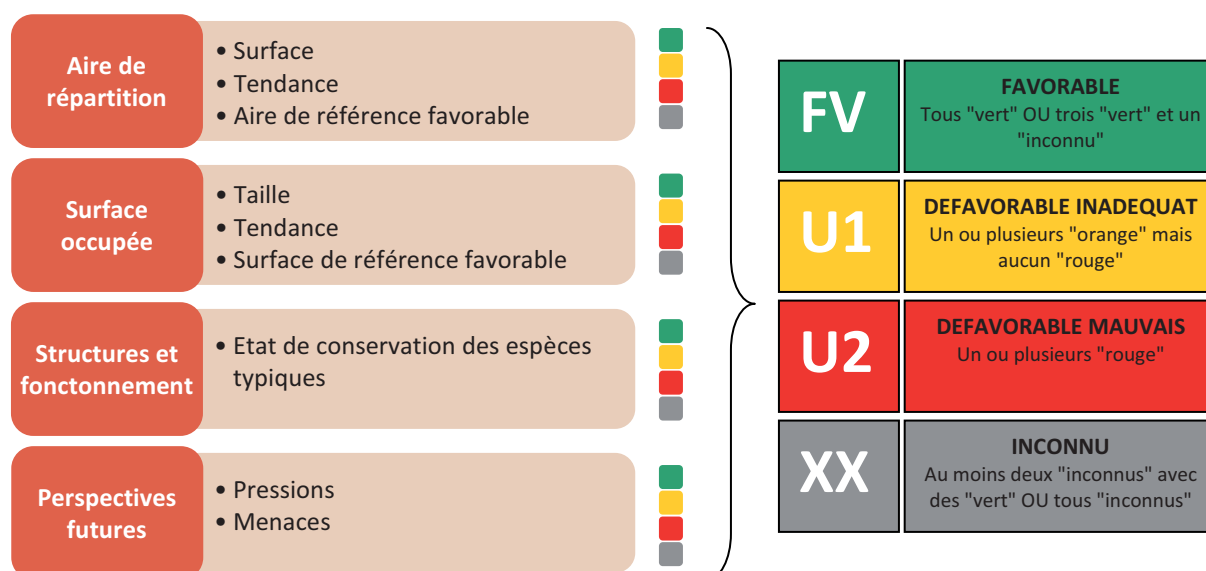 Aire de
répartition
• Surface
• Tendance
• Aire de référence favorable
Surface
occupée
• Taille
• Tendance
• Surface de référence favorable
Structures et
fonctonnement
• Etat de conservation des espèces
typiques
Perspectives
futures
• Pressions
• Menaces
FV
FAVORABLE
Tous "vert" OU trois "vert" et un
"inconnu"
U1
DEFAVORABLE INADEQUAT
Un ou plusieurs "orange" mais
aucun "rouge"
U2
DEFAVORABLE MAUVAIS
Un ou plusieurs "rouge"
XX
INCONNU
Au moins deux "inconnus" avec
des "vert" OU tous "inconnus"